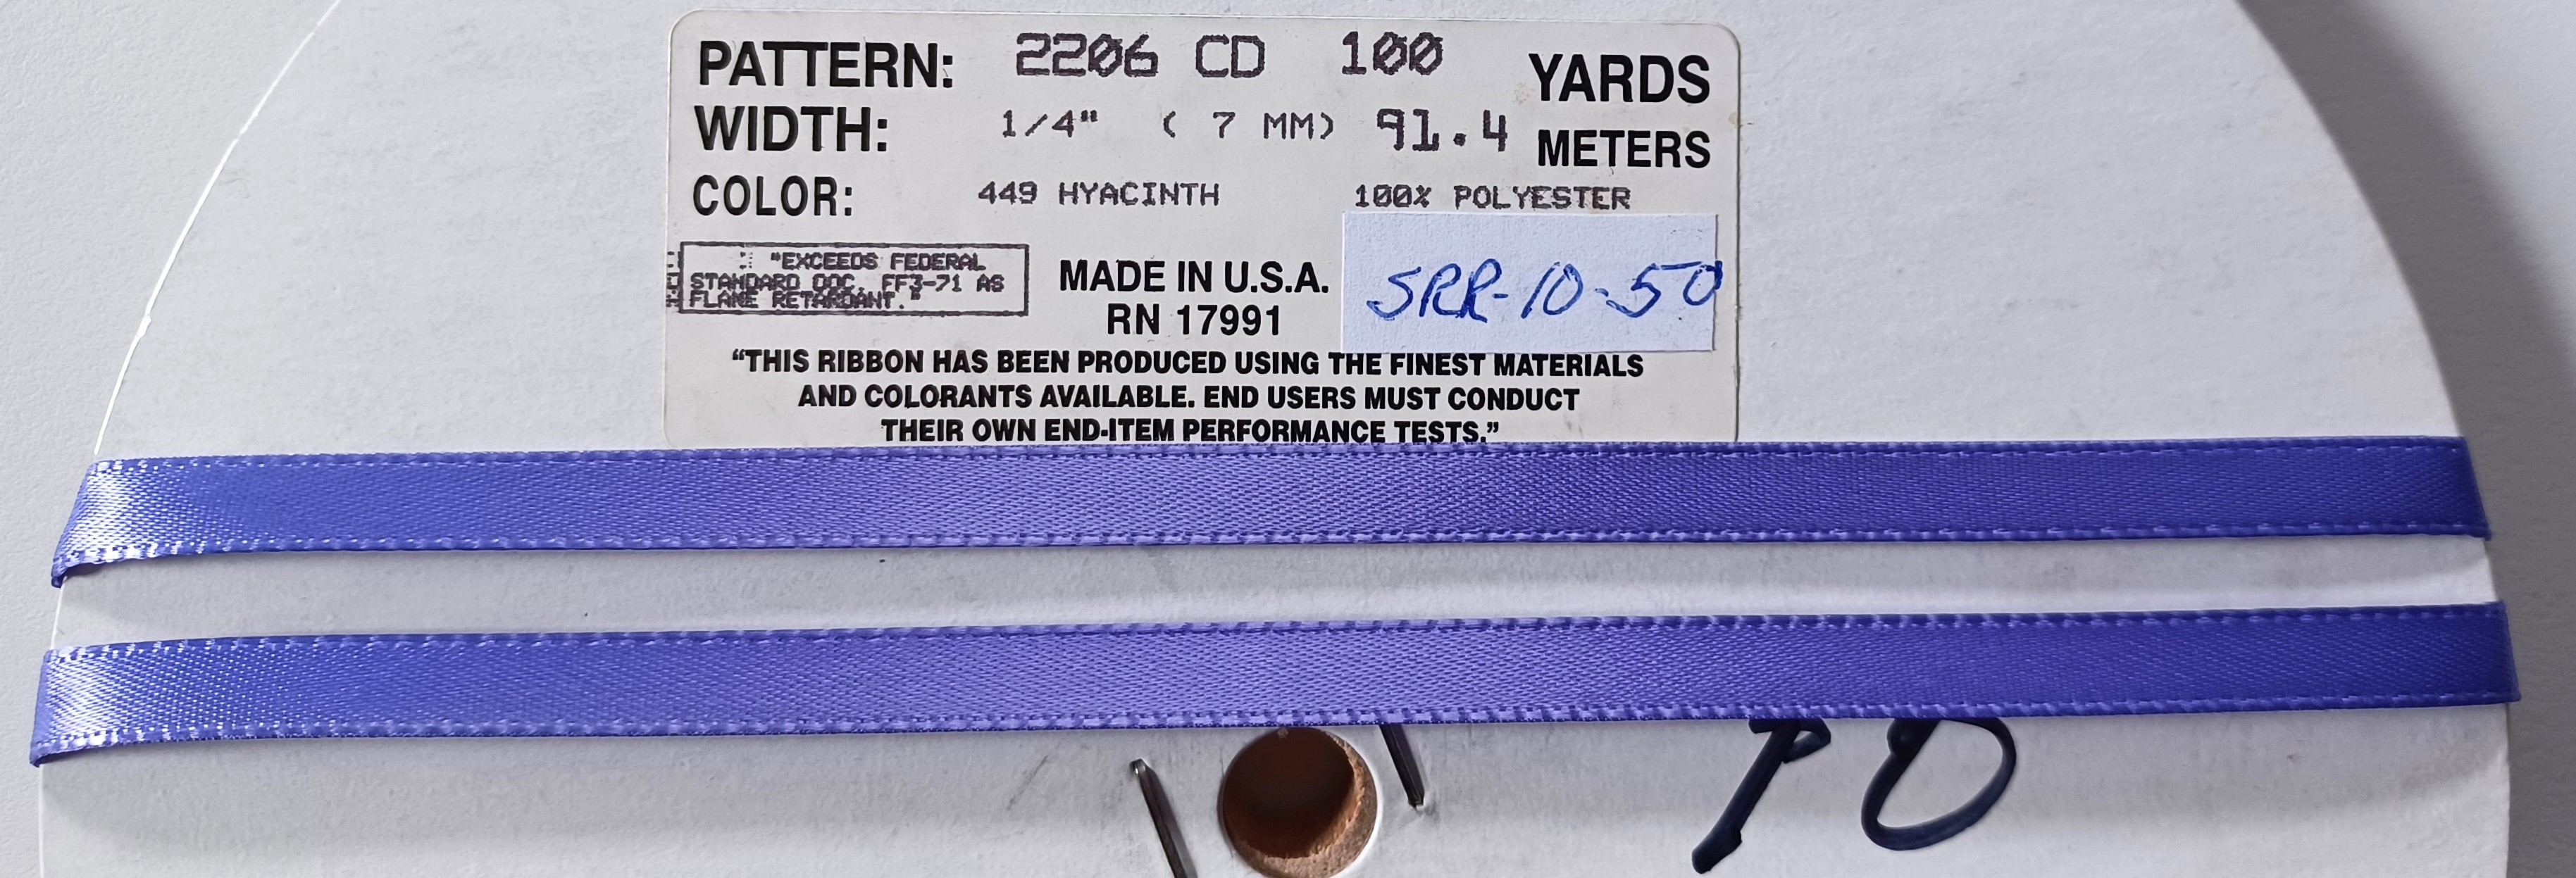 PATTERN: 2206 CD 100 YARDS
WIDTH: 1/4" ( 7 MM) 91.4 METERS
COLOR: 449 HYACINTH 100% POLYESTER
"EXCEEDS FEDERAL
STANDARD DOC. FF3-71 AS
FLAME RETARDANT."
MADE IN U.S.A.
RN 17991
SRR-10-50
“THIS RIBBON HAS BEEN PRODUCED USING THE FINEST MATERIALS
AND COLORANTS AVAILABLE. END USERS MUST CONDUCT
THEIR OWN END-ITEM PERFORMANCE TESTS.”